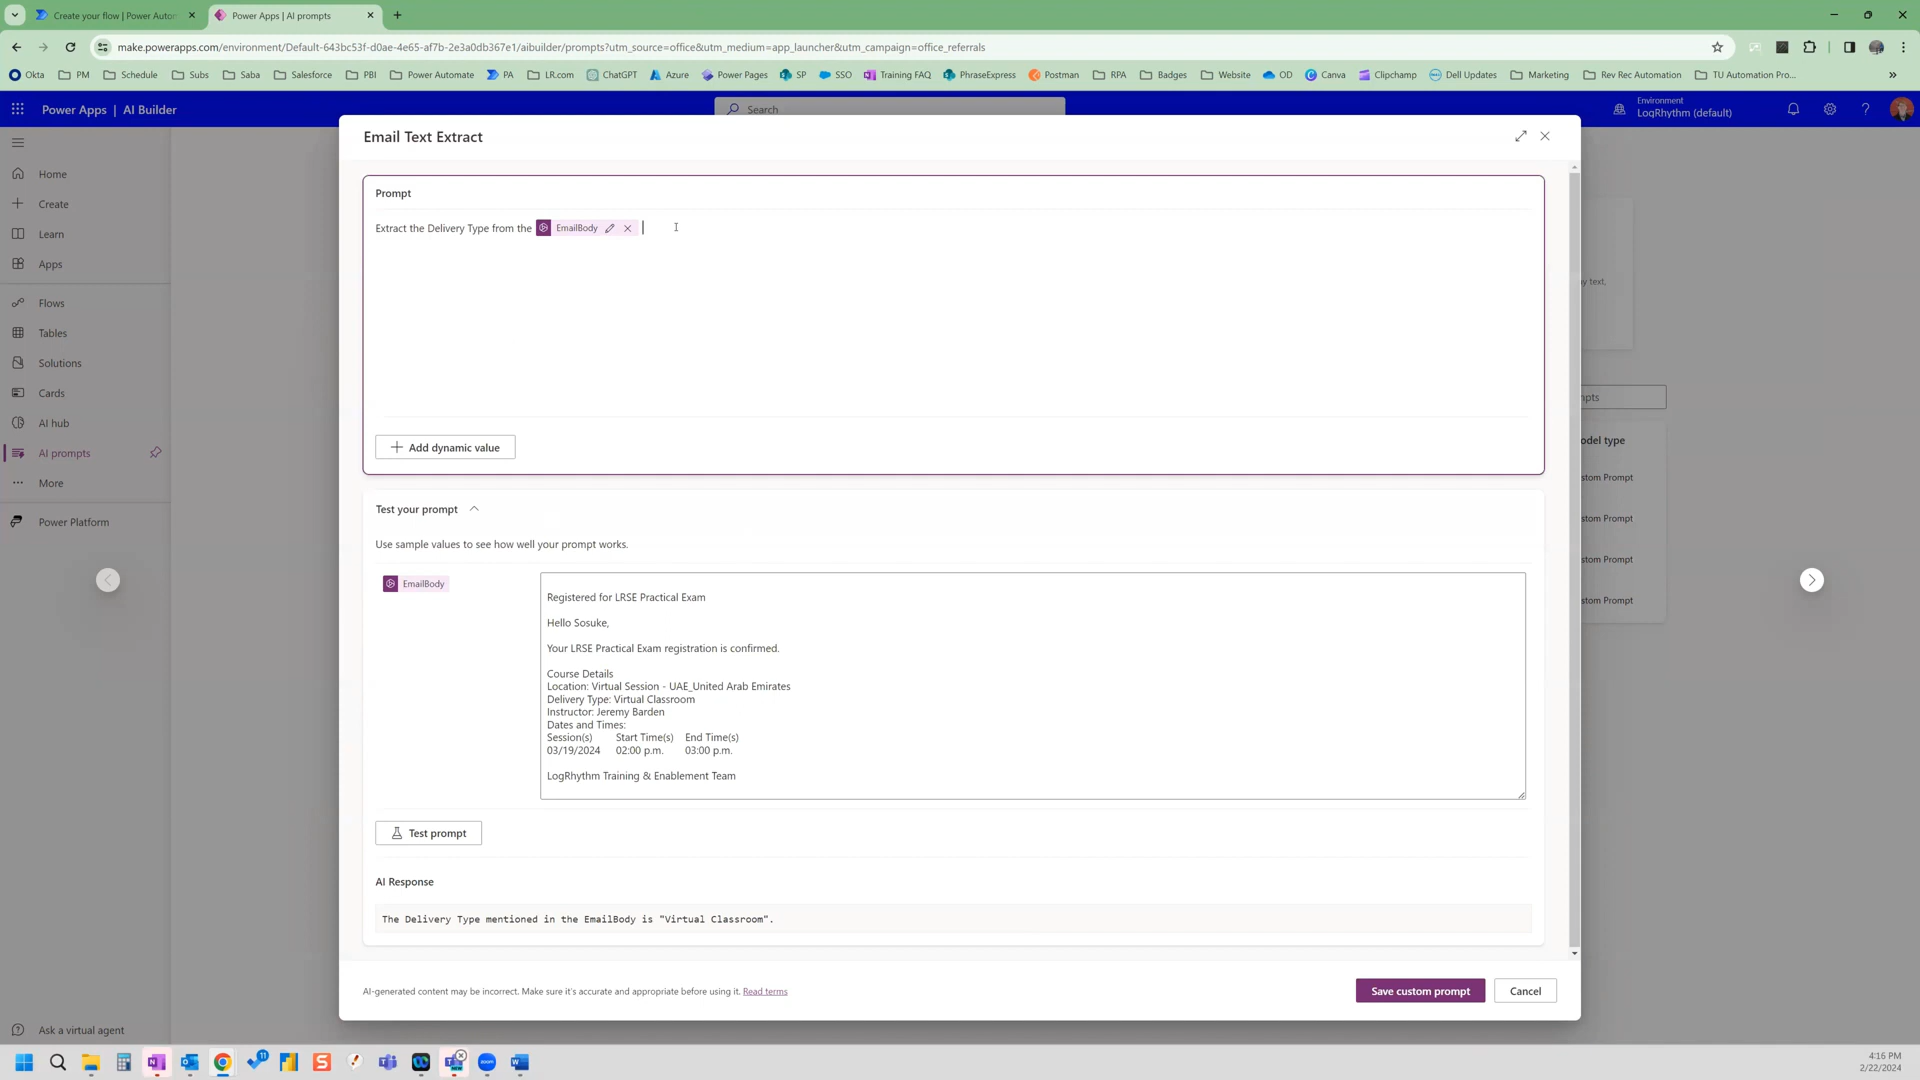 Create your flow | Power Auton
Power Apps | AI prompts
make.powerapps.com/environment/Default-643bc53f-d0ae-4e65-af7b-2e3a0db367e1/aibuilder/prompts?utm_source=office&utm_medium=app_launcher&utm_campaign=office_referrals
Okta PM Schedule Subs Saba Salesforce PBI Power Automate PA LR.com ChatGPT Azure Power Pages SP SSO Training FAQ PhraseExpress Postman RPA Badges Website OD Canva Clipchamp Dell Updates Marketing Rev Rec Automation TU Automation Pro... »
Power Apps | AI Builder
Search
Environment
LogRhythm (default)
Home
Create
Learn
Apps
Flows
Tables
Solutions
Cards
AI hub
AI prompts
More
Power Platform
Ask a virtual agent
Email Text Extract
Prompt
Extract the Delivery Type from the EmailBody
Add dynamic value
Test your prompt
Use sample values to see how well your prompt works.
EmailBody
Registered for LRSE Practical Exam
Hello Sosuke,
Your LRSE Practical Exam registration is confirmed.
Course Details
Location: Virtual Session - UAE_United Arab Emirates
Delivery Type: Virtual Classroom
Instructor: Jeremy Barden
Dates and Times:
Session(s) Start Time(s) End Time(s)
03/19/2024 02:00 p.m. 03:00 p.m.
LogRhythm Training & Enablement Team
Test prompt
AI Response
The Delivery Type mentioned in the EmailBody is "Virtual Classroom".
AI-generated content may be incorrect. Make sure it's accurate and appropriate before using it. Read terms
Save custom prompt
Cancel
y text,
npts
odel type
stom Prompt
stom Prompt
stom Prompt
stom Prompt
11
NEW
zoom
4:16 PM
2/22/2024